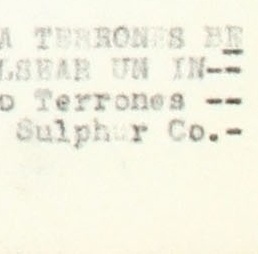 A TERRONES BE
LSEAR UN IN--
o Terrones --
Sulphur Co.-